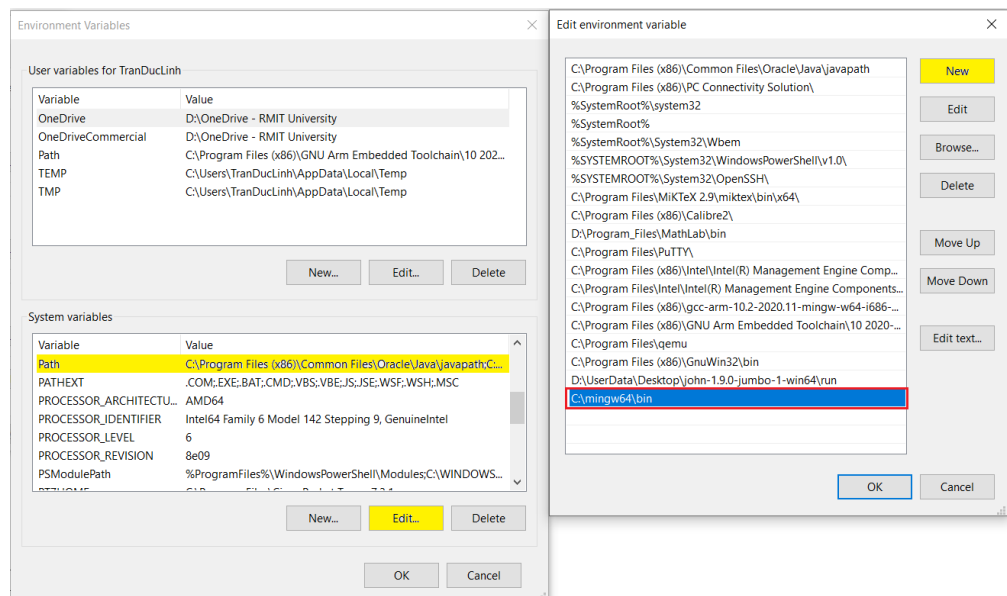 Environment Variables
User variables for TranDucLinh
Variable Value
OneDrive D:\OneDrive - RMIT University
OneDriveCommercial D:\OneDrive - RMIT University
Path C:\Program Files (x86)\GNU Arm Embedded Toolchain\10 202...
TEMP C:\Users\TranDucLinh\AppData\Local\Temp
TMP C:\Users\TranDucLinh\AppData\Local\Temp
New... Edit... Delete
System variables
Variable Value
Path C:\Program Files (x86)\Common Files\Oracle\Java\javapath;C:...
PATHEXT .COM;.EXE;.BAT;.CMD;.VBS;.VBE;.JS;.JSE;.WSF;.WSH;.MSC
PROCESSOR_ARCHITECTU... AMD64
PROCESSOR_IDENTIFIER Intel64 Family 6 Model 142 Stepping 9, GenuineIntel
PROCESSOR_LEVEL 6
PROCESSOR_REVISION 8e09
PSModulePath %ProgramFiles%\WindowsPowerShell\Modules;C:\WINDOWS...
New... Edit... Delete
OK Cancel
Edit environment variable
C:\Program Files (x86)\Common Files\Oracle\Java\javapath
C:\Program Files (x86)\PC Connectivity Solution\
%SystemRoot%\system32
%SystemRoot%
%SystemRoot%\System32\Wbem
%SYSTEMROOT%\System32\WindowsPowerShell\v1.0\
%SYSTEMROOT%\System32\OpenSSH\
C:\Program Files\MiKTeX 2.9\miktex\bin\x64\
C:\Program Files (x86)\Calibre2\
D:\Program_Files\MathLab\bin
C:\Program Files\PuTTY\
C:\Program Files (x86)\Intel\Intel(R) Management Engine Comp...
C:\Program Files\Intel\Intel(R) Management Engine Components...
C:\Program Files (x86)\gcc-arm-10.2-2020.11-mingw-w64-i686-...
C:\Program Files (x86)\GNU Arm Embedded Toolchain\10 2020-...
C:\Program Files\qemu
C:\Program Files (x86)\GnuWin32\bin
D:\UserData\Desktop\john-1.9.0-jumbo-1-win64\run
C:\mingw64\bin
New
Edit
Browse...
Delete
Move Up
Move Down
Edit text...
OK Cancel